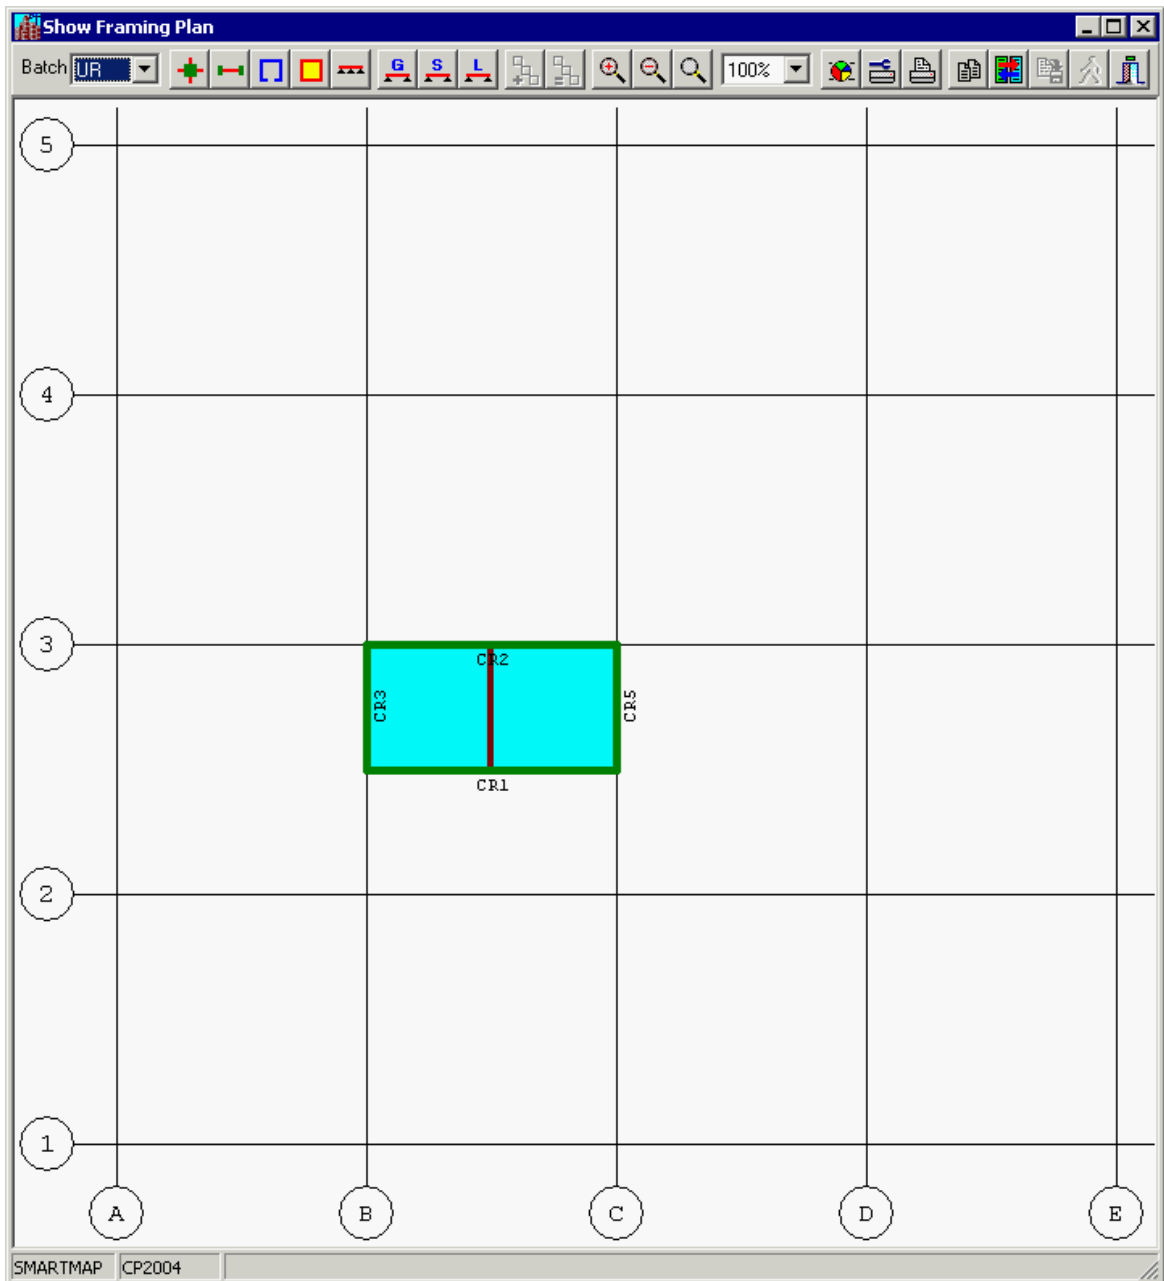 Show Framing Plan
Batch UR G S L 100%
5
4
3
CR2
CR3
CR5
CR1
2
1
A B C D E
SMARTMAP CP2004